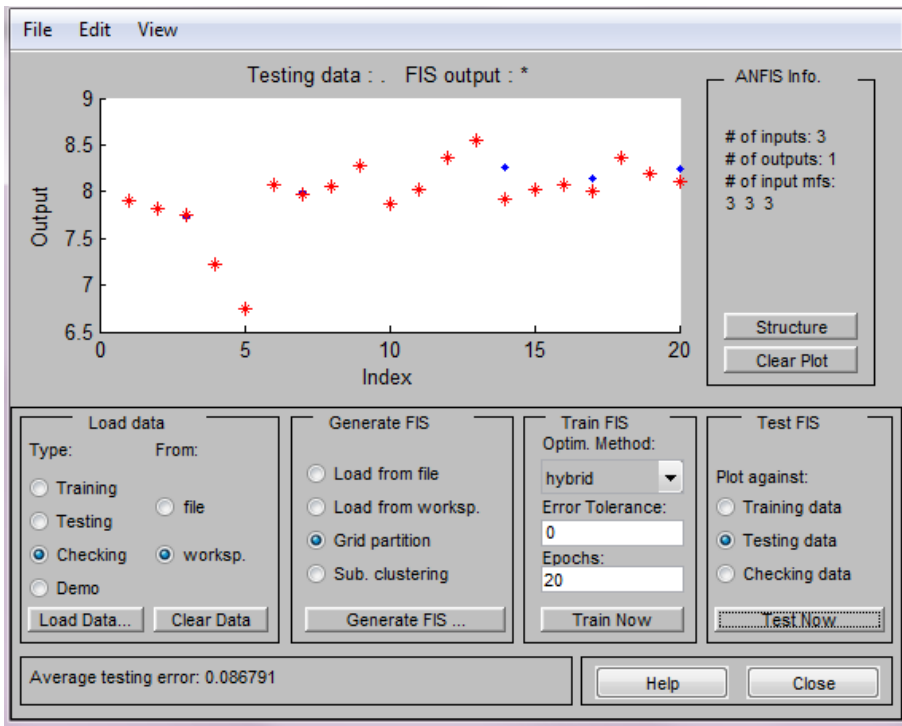 File Edit View
Testing data : . FIS output : *
9
8.5
8
7.5
7
6.5
Output
0 5 10 15 20
Index
ANFIS Info.
# of inputs: 3
# of outputs: 1
# of input mfs:
3 3 3
Structure
Clear Plot
Load data
Type: From:
Training
Testing
Checking
Demo
file
worksp.
Load Data... Clear Data
Generate FIS
Load from file
Load from worksp.
Grid partition
Sub. clustering
Generate FIS ...
Train FIS
Optim. Method:
hybrid
Error Tolerance:
0
Epochs:
20
Train Now
Test FIS
Plot against:
Training data
Testing data
Checking data
Test Now
Average testing error: 0.086791
Help Close